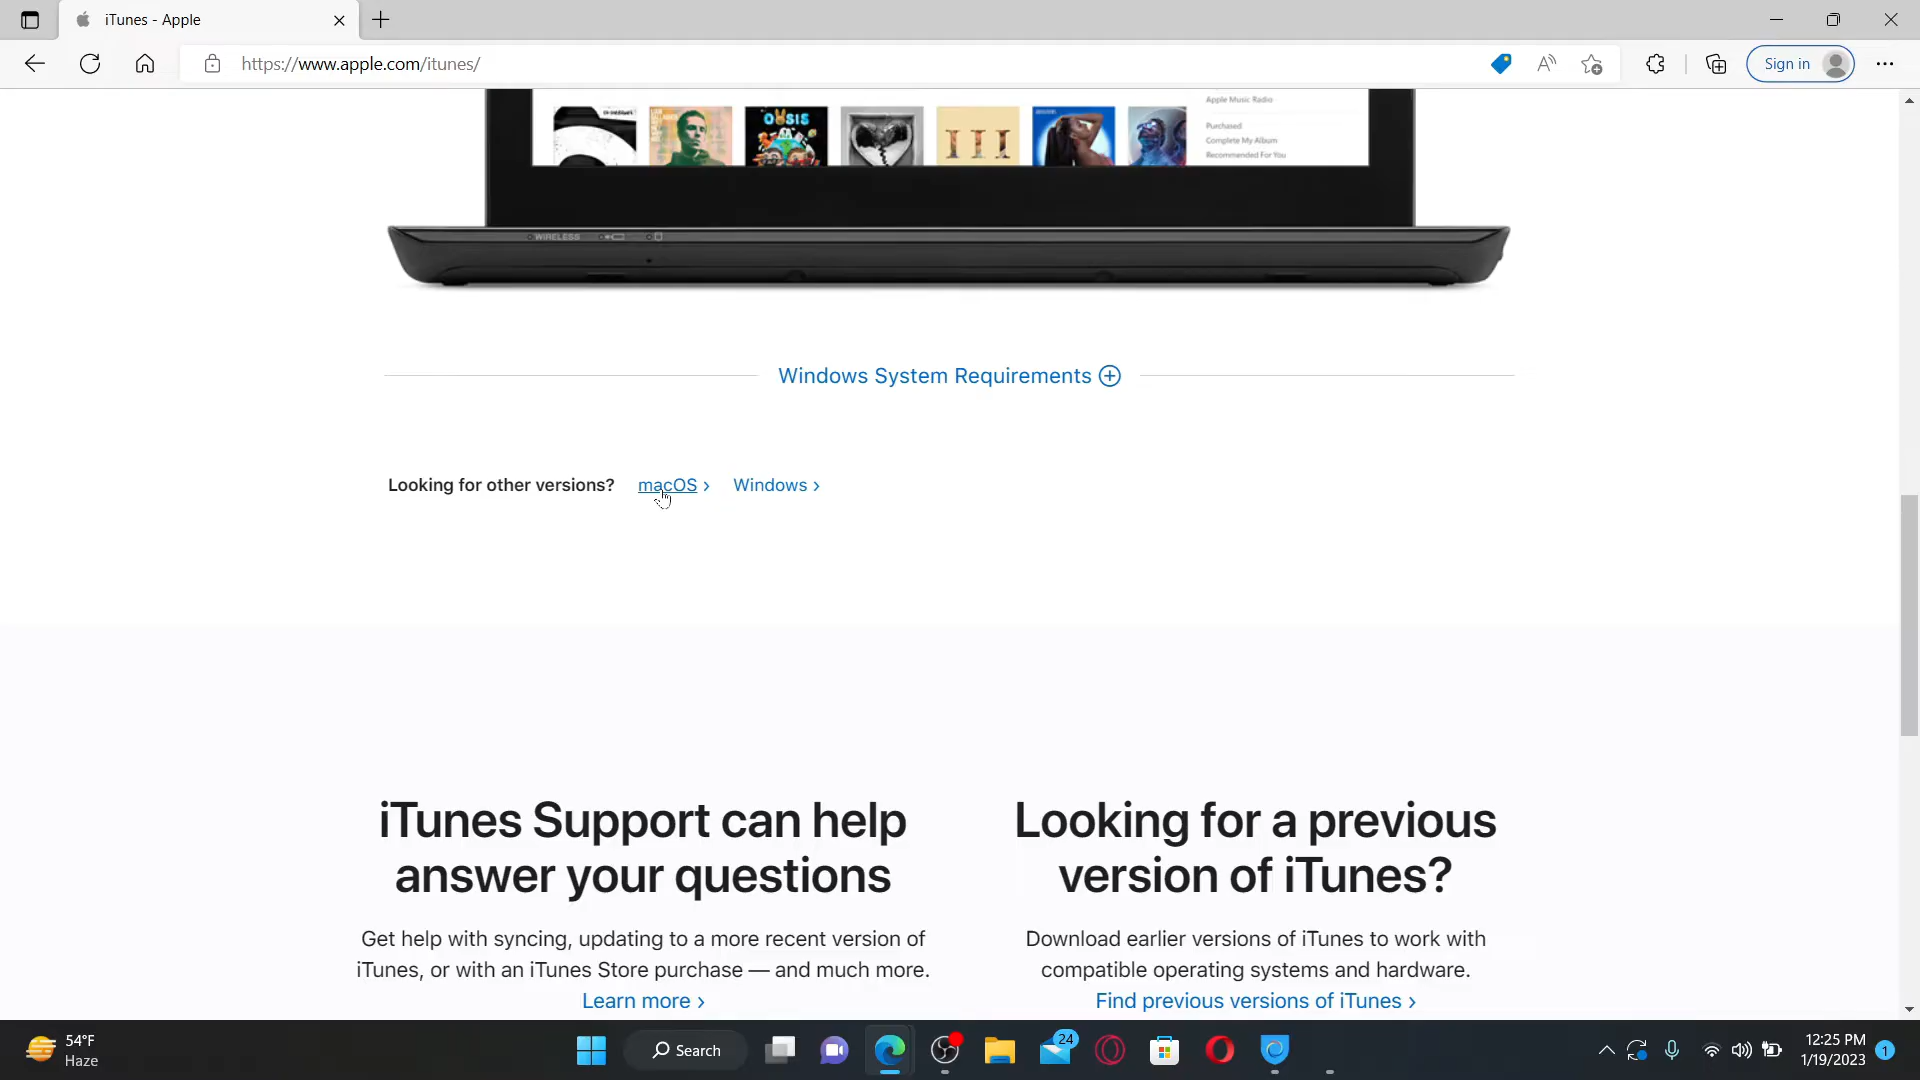 iTunes - Apple
https://www.apple.com/itunes/
Sign in
Apple Music Radio
OASIS
III
Purchased
Complete My Album
Recommended For You
WIRELESS
Windows System Requirements
Looking for other versions? macOS > Windows >
iTunes Support can help
answer your questions
Get help with syncing, updating to a more recent version of
iTunes, or with an iTunes Store purchase — and much more.
Learn more >
Looking for a previous
version of iTunes?
Download earlier versions of iTunes to work with
compatible operating systems and hardware.
Find previous versions of iTunes >
54°F
Haze
Search
24
12:25 PM
1/19/2023
1